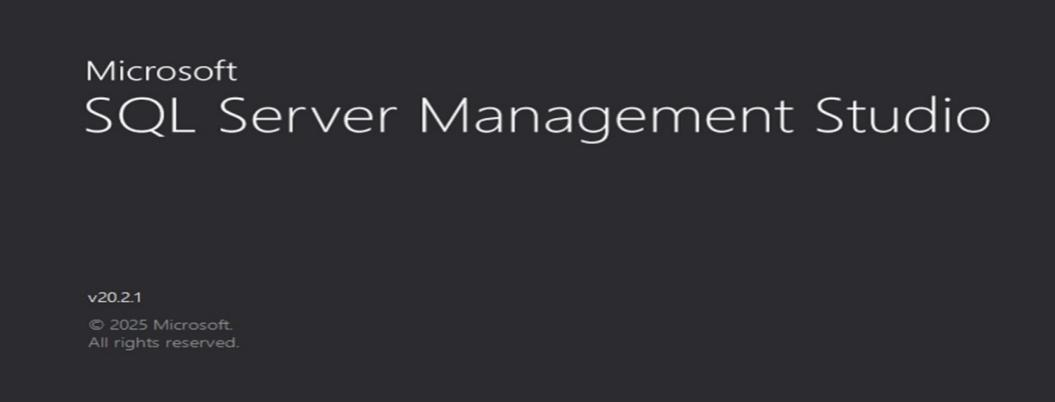 Microsoft
SQL Server Management Studio
v20.2.1
© 2025 Microsoft.
All rights reserved.